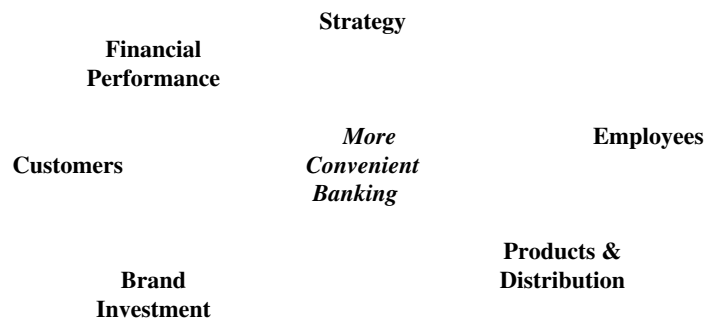 Strategy
Financial
Performance
More
Convenient
Banking
Employees
Customers
Products &
Distribution
Brand
Investment